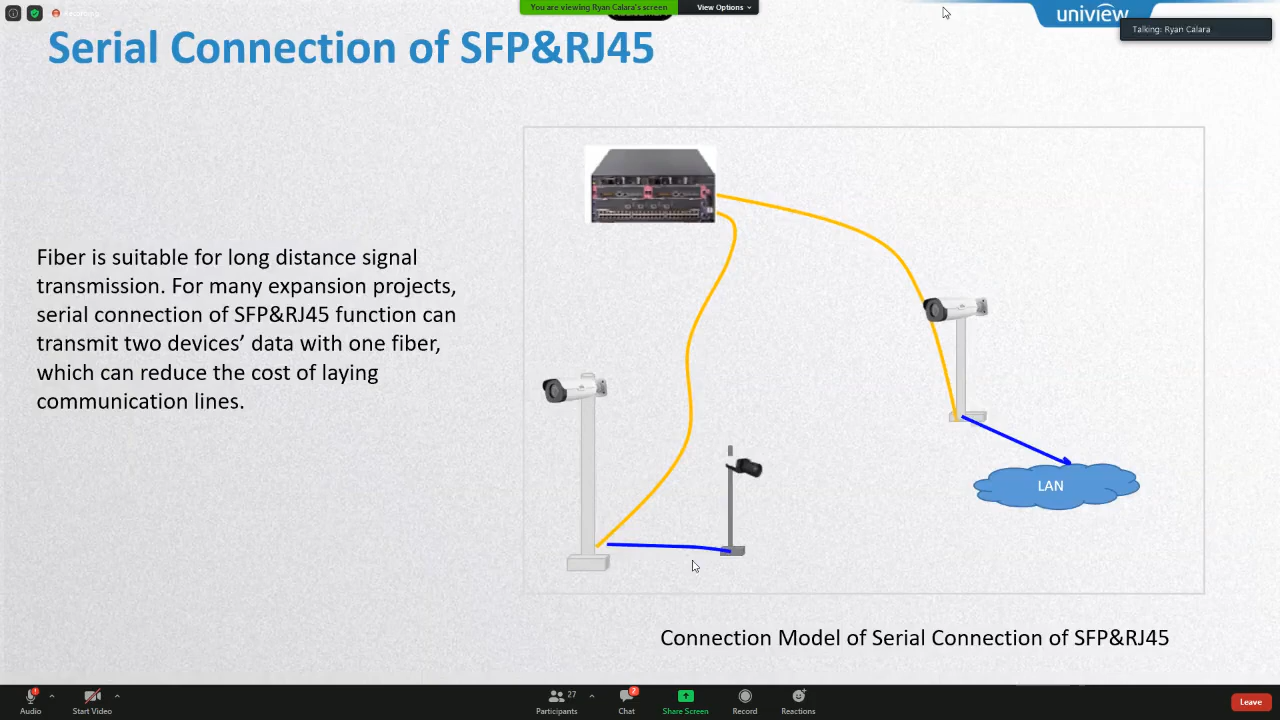 You are viewing Ryan Calara's screen
View Options
uniview
Talking: Ryan Calara
Serial Connection of SFP&RJ45
Fiber is suitable for long distance signal
transmission. For many expansion projects,
serial connection of SFP&RJ45 function can
transmit two devices’ data with one fiber,
which can reduce the cost of laying
communication lines.
LAN
Connection Model of Serial Connection of SFP&RJ45
Audio
Start Video
Participants
27
Chat
2
Share Screen
Record
Reactions
Leave